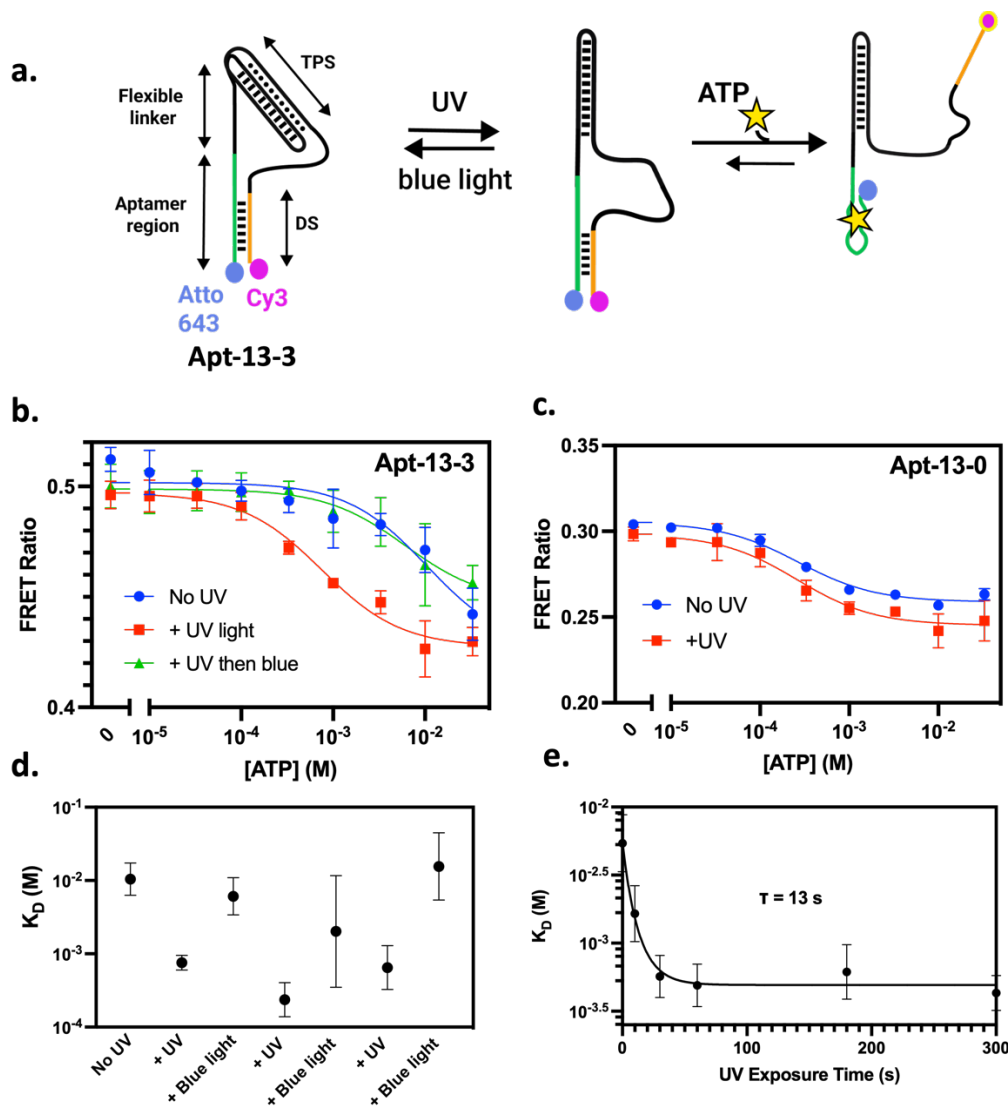 a.
TPS
Flexible
linker
Aptamer
region
DS
Atto
643
Cy3
Apt-13-3
UV
blue light
ATP
b.
Apt-13-3
FRET Ratio
0.5
0.4
No UV
+ UV light
+ UV then blue
0
10⁻⁵
10⁻⁴
10⁻³
10⁻²
[ATP] (M)
c.
Apt-13-0
FRET Ratio
0.35
0.30
0.25
0.20
No UV
+UV
0
10⁻⁵
10⁻⁴
10⁻³
10⁻²
[ATP] (M)
d.
K_D (M)
10⁻¹
10⁻²
10⁻³
10⁻⁴
No UV
+ UV
+ Blue light
+ UV
+ Blue light
+ UV
+ Blue light
e.
K_D (M)
10⁻²
10⁻²·⁵
10⁻³
10⁻³·⁵
τ = 13 s
0
100
200
300
UV Exposure Time (s)